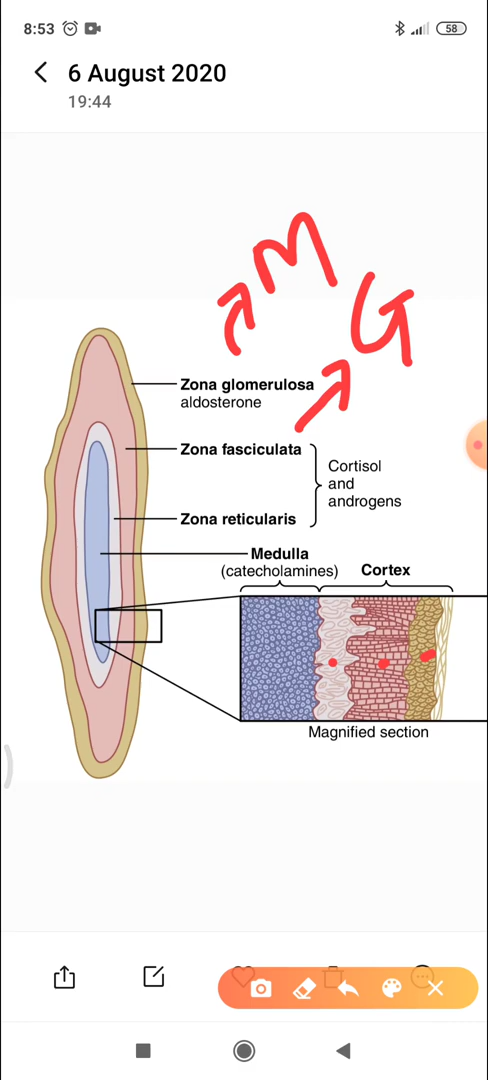 8:53
58
6 August 2020
19:44
M
G
Zona glomerulosa
aldosterone
Zona fasciculata
Cortisol
and
androgens
Zona reticularis
Medulla
(catecholamines)
Cortex
Magnified section